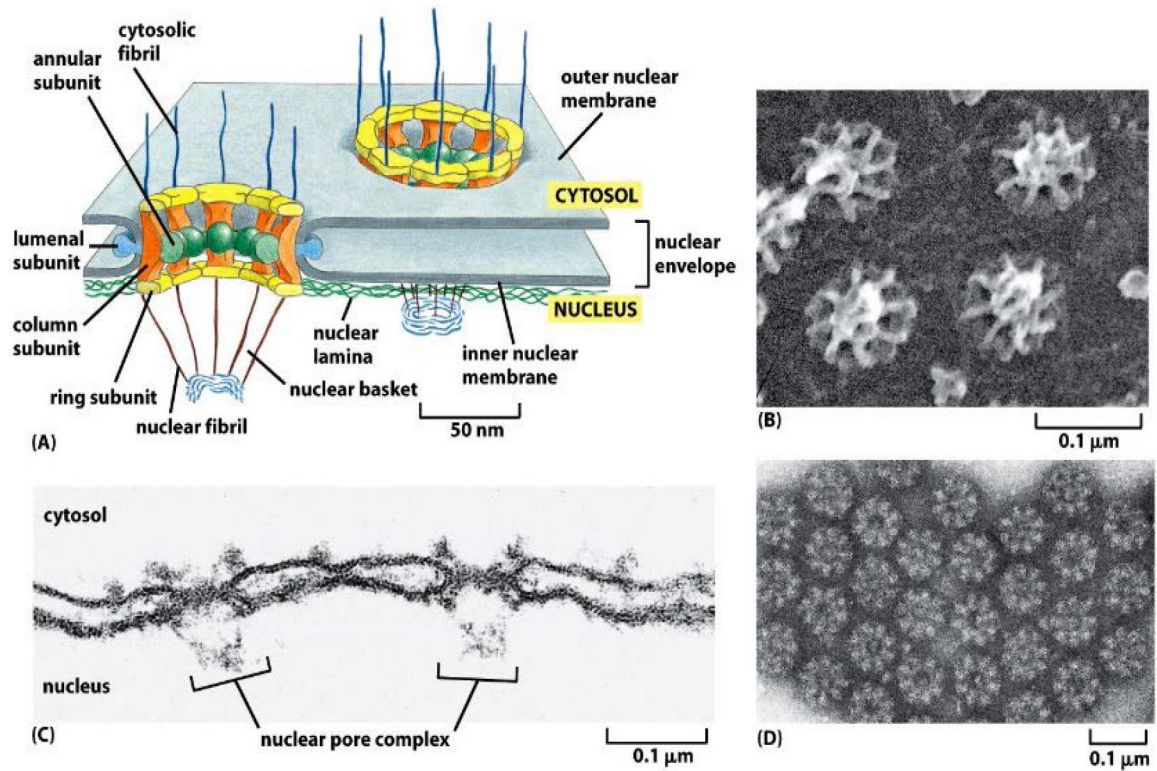 cytosolic
fibril
annular
subunit
outer nuclear
membrane
CYTOSOL
lumenal
subunit
nuclear
envelope
column
subunit
NUCLEUS
nuclear
lamina
inner nuclear
membrane
ring subunit
nuclear basket
nuclear fibril
50 nm
(A)
(B)
0.1 μm
cytosol
nucleus
nuclear pore complex
(C)
0.1 μm
(D)
0.1 μm